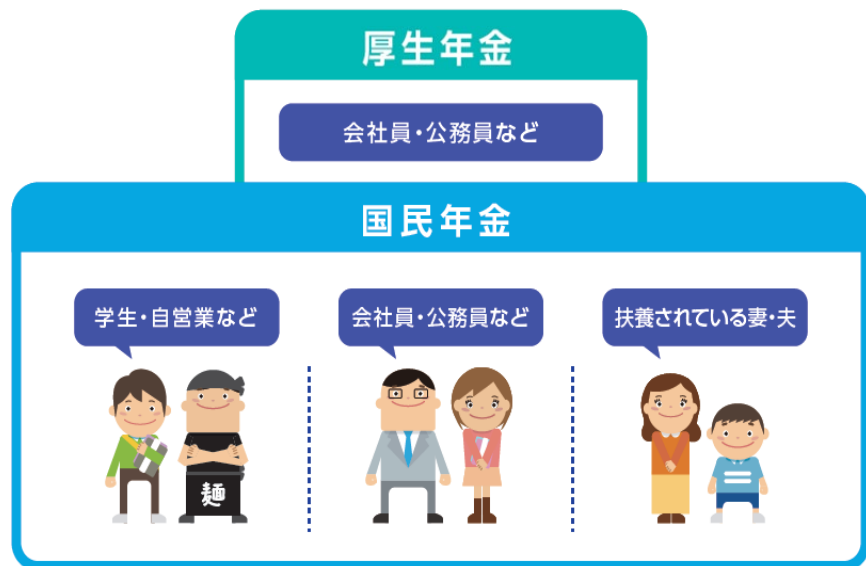 厚生年金
会社員・公務員など
国民年金
学生・自営業など
会社員・公務員など
扶養されている妻・夫
麺